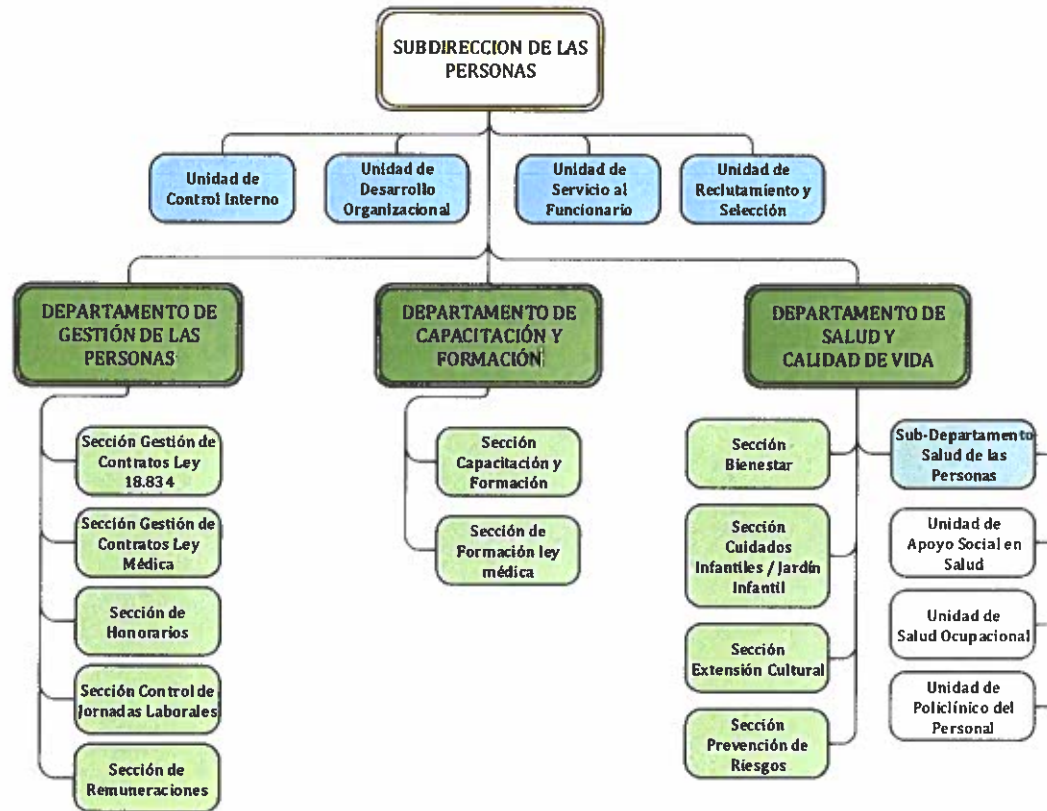 SUBDIRECCION DE LAS
PERSONAS
Unidad de
Control Interno
Unidad de
Desarrollo
Organizacional
Unidad de
Servicio al
Funcionario
Unidad de
Reclutamiento y
Selección
DEPARTAMENTO DE
GESTIÓN DE LAS
PERSONAS
DEPARTAMENTO DE
CAPACITACIÓN Y
FORMACIÓN
DEPARTAMENTO DE
SALUD Y
CALIDAD DE VIDA
Sección Gestión de
Contratos Ley
18.834
Sección Gestión de
Contratos Ley
Médica
Sección de
Honorarios
Sección Control de
Jornadas Laborales
Sección de
Remuneraciones
Sección
Capacitación y
Formación
Sección de
Formación ley
médica
Sección
Bienestar
Sección
Cuidados
Infantiles / Jardín
Infantil
Sección
Extensión Cultural
Sección
Prevención de
Riesgos
Sub-Departamento
Salud de las
Personas
Unidad de
Apoyo Social en
Salud
Unidad de
Salud Ocupacional
Unidad de
Policlínico del
Personal